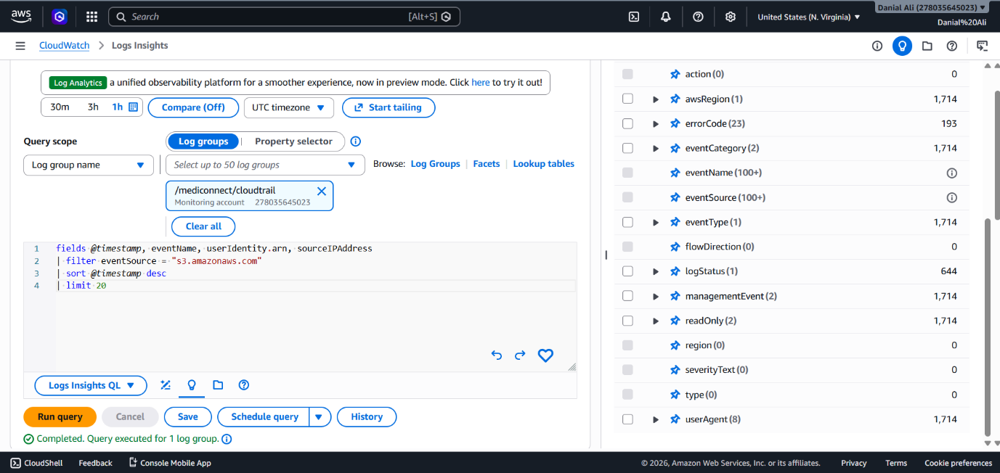 aws
Search
[Alt+S]
United States (N. Virginia)
Danial Ali (278035645023)
Danial%20Ali
CloudWatch
Logs Insights
Log Analytics a unified observability platform for a smoother experience, now in preview mode. Click here to try it out!
30m 3h 1h Compare (Off) UTC timezone Start tailing
Query scope
Log groups Property selector
Log group name
Select up to 50 log groups
Browse: Log Groups Facets Lookup tables
/mediconnect/cloudtrail
Monitoring account 278035645023
Clear all
1 fields @timestamp, eventName, userIdentity.arn, sourceIPAddress
2 | filter eventSource = "s3.amazonaws.com"
3 | sort @timestamp desc
4 | limit 20
Logs Insights QL
Run query Cancel Save Schedule query History
Completed. Query executed for 1 log group.
action (0) 0
awsRegion (1) 1,714
errorCode (23) 193
eventCategory (2) 1,714
eventName (100+)
eventSource (100+)
eventType (1) 1,714
flowDirection (0) 0
logStatus (1) 644
managementEvent (2) 1,714
readOnly (2) 1,714
region (0) 0
severityText (0) 0
type (0) 0
userAgent (8) 1,714
CloudShell Feedback Console Mobile App
© 2026, Amazon Web Services, Inc. or its affiliates. Privacy Terms Cookie preferences